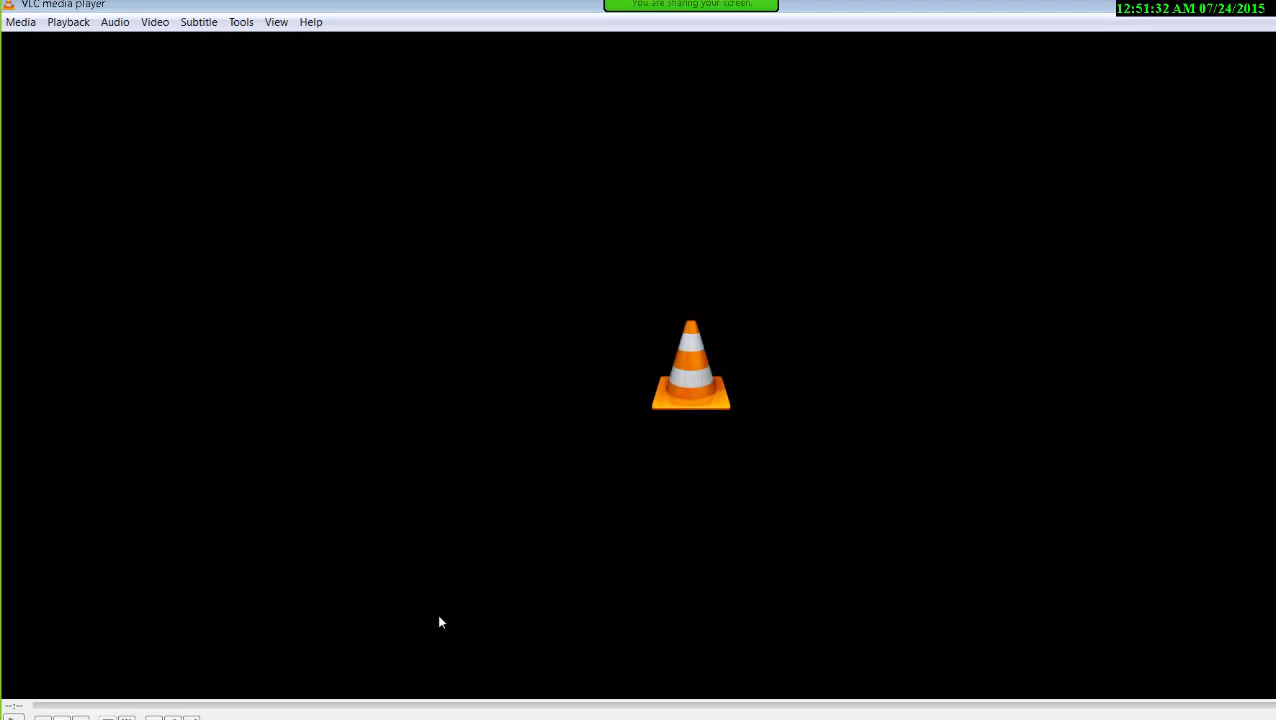 VLC media player
You are sharing your screen.
12:51:32 AM 07/24/2015
Media Playback Audio Video Subtitle Tools View Help
--:--